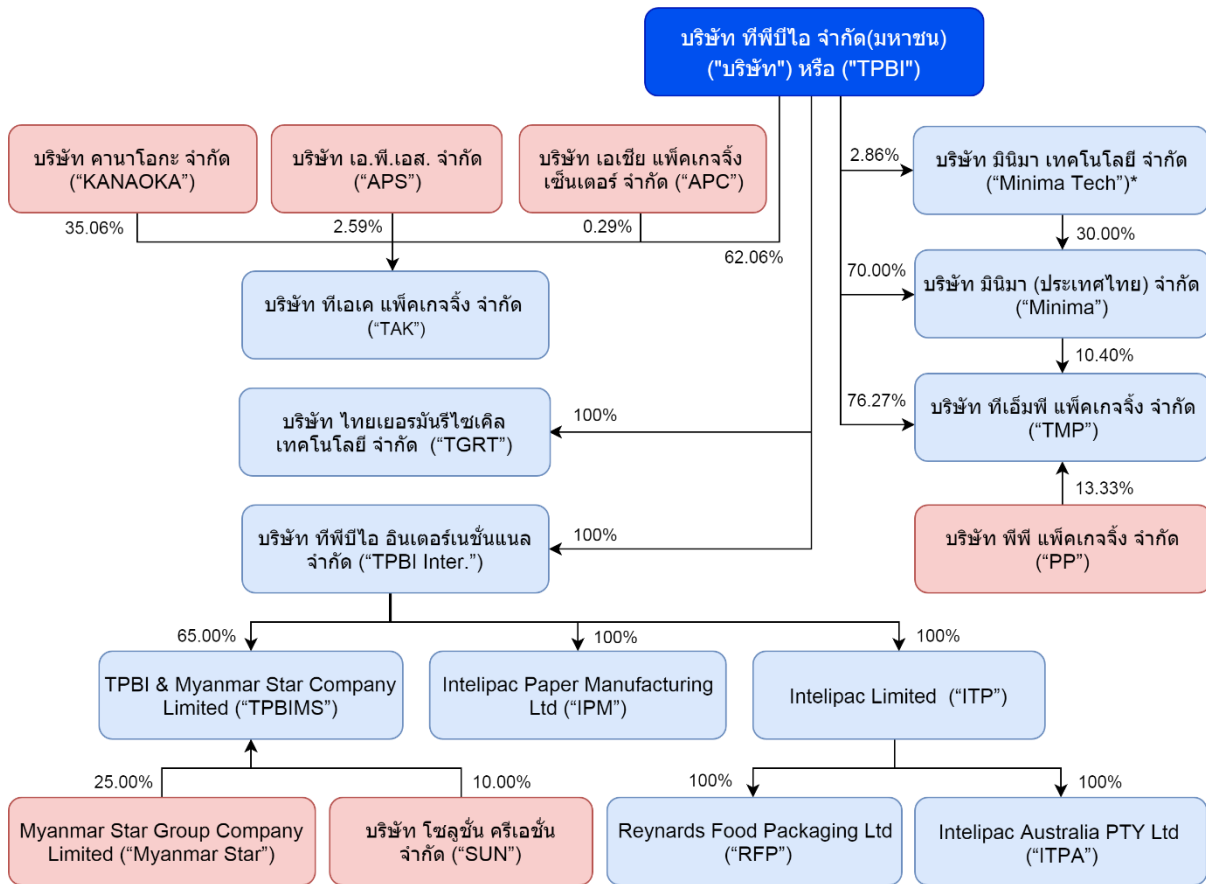 บริษัท ทีพีบีไอ จำกัด(มหาชน)
("บริษัท") หรือ ("TPBI")
บริษัท คานาโอกะ จำกัด
(“KANAOKA”)
บริษัท เอ.พี.เอส. จำกัด
(“APS”)
บริษัท เอเชีย แพ็คเกจจิ้ง
เซ็นเตอร์ จำกัด (“APC”)
2.86%
บริษัท มินิมา เทคโนโลยี จำกัด
(“Minima Tech”)*
35.06%
2.59%
0.29%
62.06%
30.00%
บริษัท ทีเอเค แพ็คเกจจิ้ง จำกัด
(“TAK”)
70.00%
บริษัท มินิมา (ประเทศไทย) จำกัด
(“Minima”)
10.40%
บริษัท ไทยเยอรมันรีไซเคิล
เทคโนโลยี จำกัด (“TGRT”)
100%
76.27%
บริษัท ทีเอ็มพี แพ็คเกจจิ้ง จำกัด
(“TMP”)
13.33%
บริษัท ทีพีบีไอ อินเตอร์เนชั่นแนล
จำกัด (“TPBI Inter.”)
100%
บริษัท พีพี แพ็คเกจจิ้ง จำกัด
(“PP”)
65.00%
100%
100%
TPBI & Myanmar Star Company
Limited (“TPBIMS”)
Intelipac Paper Manufacturing
Ltd (“IPM”)
Intelipac Limited (“ITP”)
25.00%
10.00%
100%
100%
Myanmar Star Group Company
Limited (“Myanmar Star”)
บริษัท โซลูชั่น ครีเอชั่น
จำกัด (“SUN”)
Reynards Food Packaging Ltd
(“RFP”)
Intelipac Australia PTY Ltd
(“ITPA”)